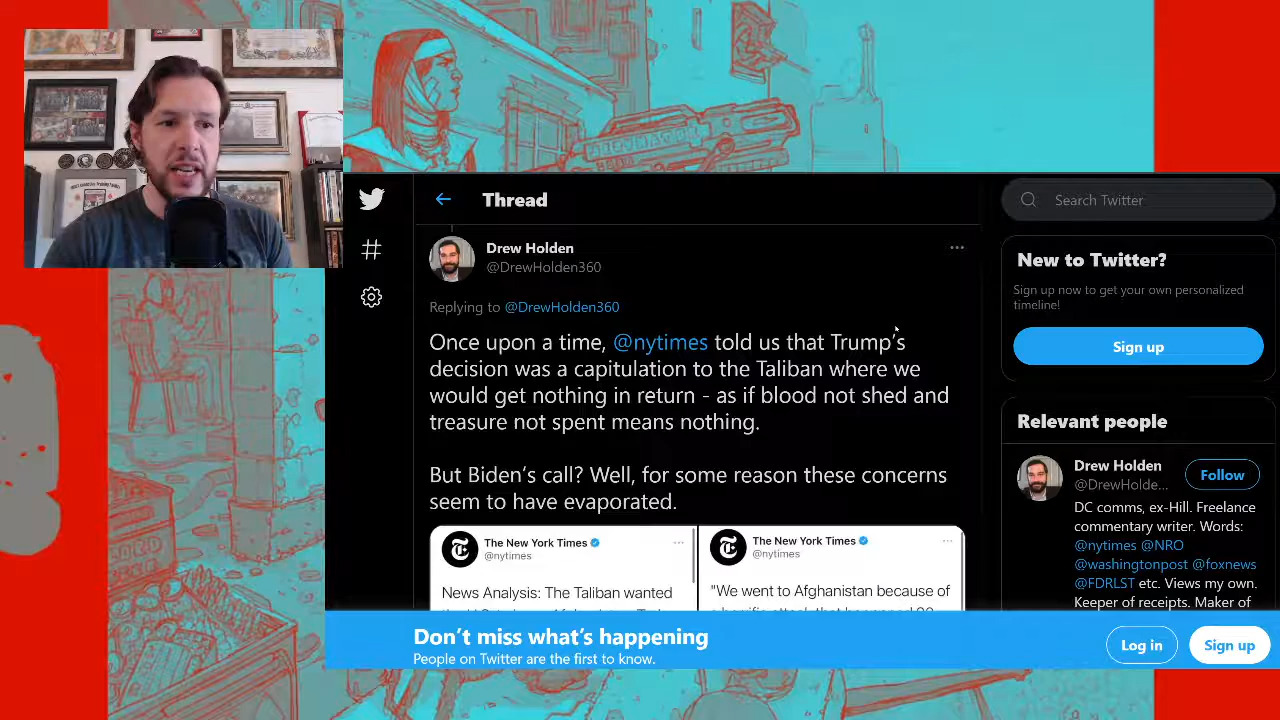 Thread
Search Twitter
Drew Holden
@DrewHolden360
Replying to @DrewHolden360
Once upon a time, @nytimes told us that Trump's
decision was a capitulation to the Taliban where we
would get nothing in return - as if blood not shed and
treasure not spent means nothing.
But Biden's call? Well, for some reason these concerns
seem to have evaporated.
The New York Times
@nytimes
News Analysis: The Taliban wanted
The New York Times
@nytimes
"We went to Afghanistan because of
New to Twitter?
Sign up now to get your own personalized
timeline!
Sign up
Relevant people
Drew Holden
@DrewHolde...
Follow
DC comms, ex-Hill. Freelance
commentary writer. Words:
@nytimes @NRO
@washingtonpost @foxnews
@FDRLST etc. Views my own.
Keeper of receipts. Maker of
Don't miss what's happening
People on Twitter are the first to know.
Log in
Sign up